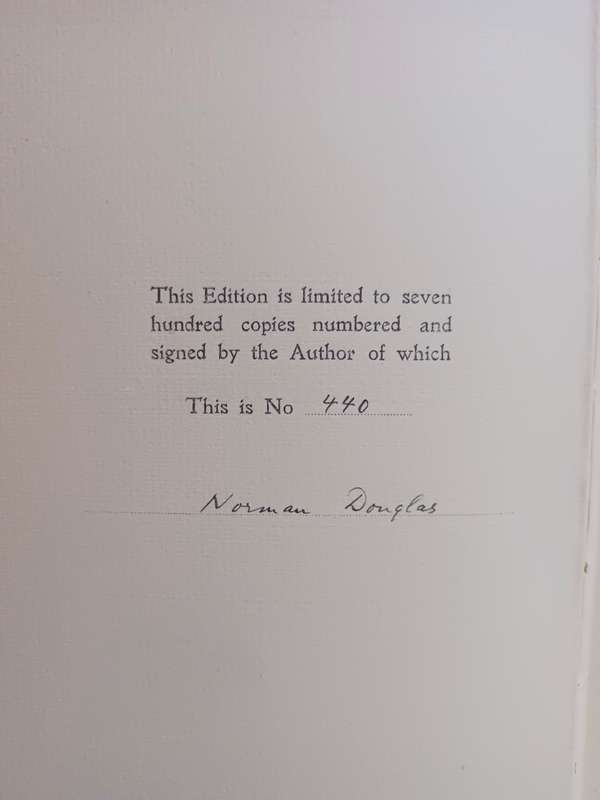 This Edition is limited to seven
hundred copies numbered and
signed by the Author of which
This is No 440
Norman Douglas